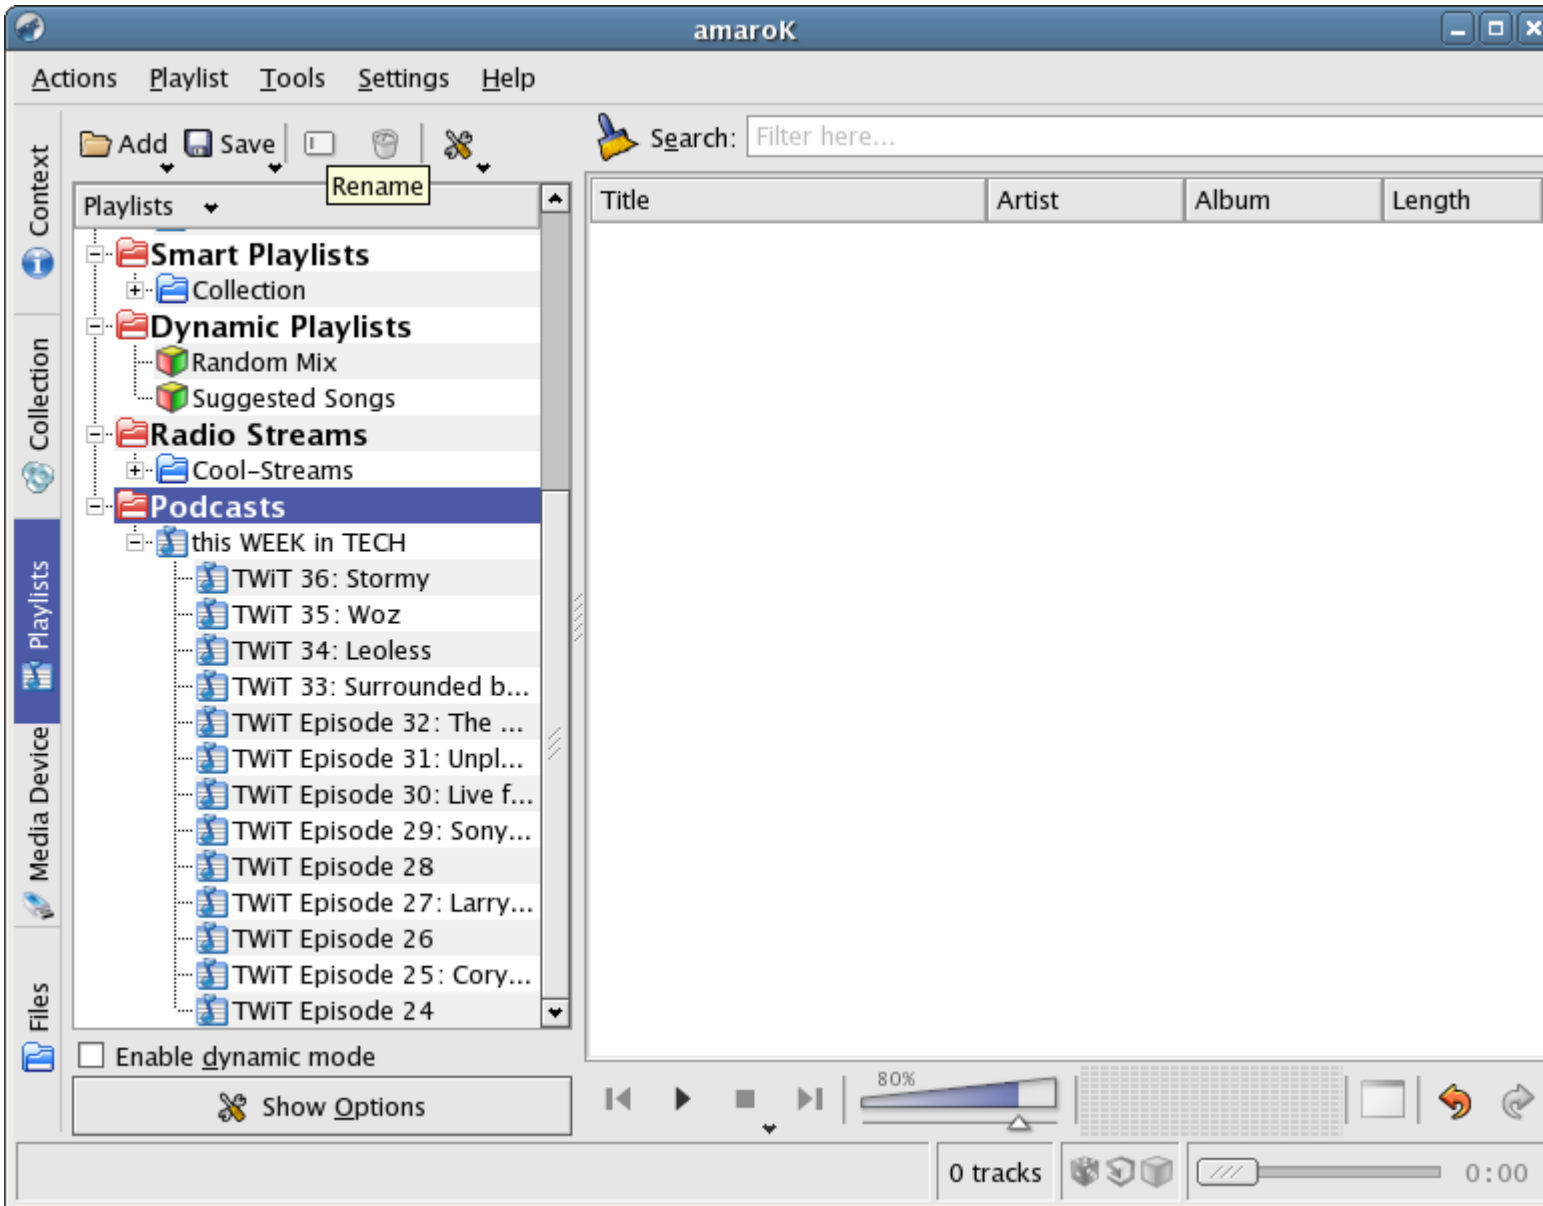 amaroK
Actions Playlist Tools Settings Help
Add Save
Rename
Search: Filter here...
Context
Collection
Playlists
Media Device
Files
Playlists
Smart Playlists
Collection
Dynamic Playlists
Random Mix
Suggested Songs
Radio Streams
Cool-Streams
Podcasts
this WEEK in TECH
TWiT 36: Stormy
TWiT 35: Woz
TWiT 34: Leoless
TWiT 33: Surrounded b...
TWiT Episode 32: The ...
TWiT Episode 31: Unpl...
TWiT Episode 30: Live f...
TWiT Episode 29: Sony...
TWiT Episode 28
TWiT Episode 27: Larry...
TWiT Episode 26
TWiT Episode 25: Cory...
TWiT Episode 24
Enable dynamic mode
Show Options
Title Artist Album Length
80%
0 tracks
0:00